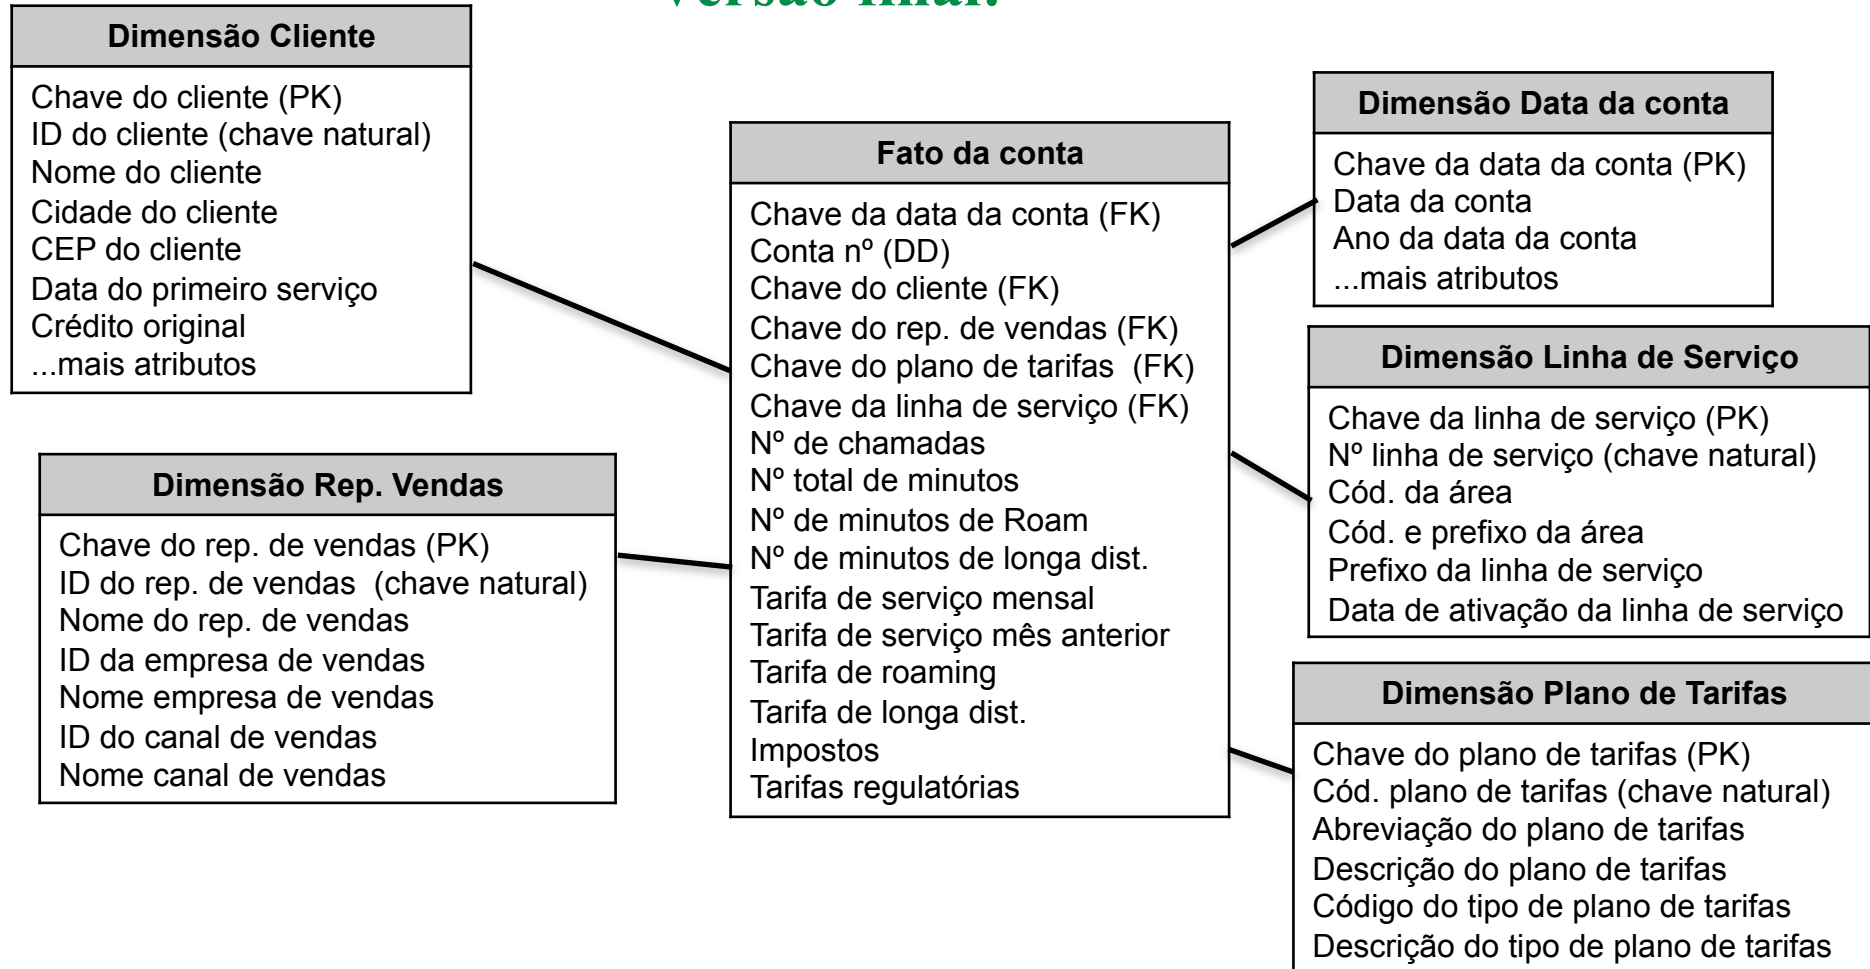 Versão final:
Dimensão Cliente
Chave do cliente (PK)
ID do cliente (chave natural)
Nome do cliente
Cidade do cliente
CEP do cliente
Data do primeiro serviço
Crédito original
...mais atributos
Dimensão Rep. Vendas
Chave do rep. de vendas (PK)
ID do rep. de vendas (chave natural)
Nome do rep. de vendas
ID da empresa de vendas
Nome empresa de vendas
ID do canal de vendas
Nome canal de vendas
Fato da conta
Chave da data da conta (FK)
Conta nº (DD)
Chave do cliente (FK)
Chave do rep. de vendas (FK)
Chave do plano de tarifas (FK)
Chave da linha de serviço (FK)
Nº de chamadas
Nº total de minutos
Nº de minutos de Roam
Nº de minutos de longa dist.
Tarifa de serviço mensal
Tarifa de serviço mês anterior
Tarifa de roaming
Tarifa de longa dist.
Impostos
Tarifas regulatórias
Dimensão Data da conta
Chave da data da conta (PK)
Data da conta
Ano da data da conta
...mais atributos
Dimensão Linha de Serviço
Chave da linha de serviço (PK)
Nº linha de serviço (chave natural)
Cód. da área
Cód. e prefixo da área
Prefixo da linha de serviço
Data de ativação da linha de serviço
Dimensão Plano de Tarifas
Chave do plano de tarifas (PK)
Cód. plano de tarifas (chave natural)
Abreviação do plano de tarifas
Descrição do plano de tarifas
Código do tipo de plano de tarifas
Descrição do tipo de plano de tarifas